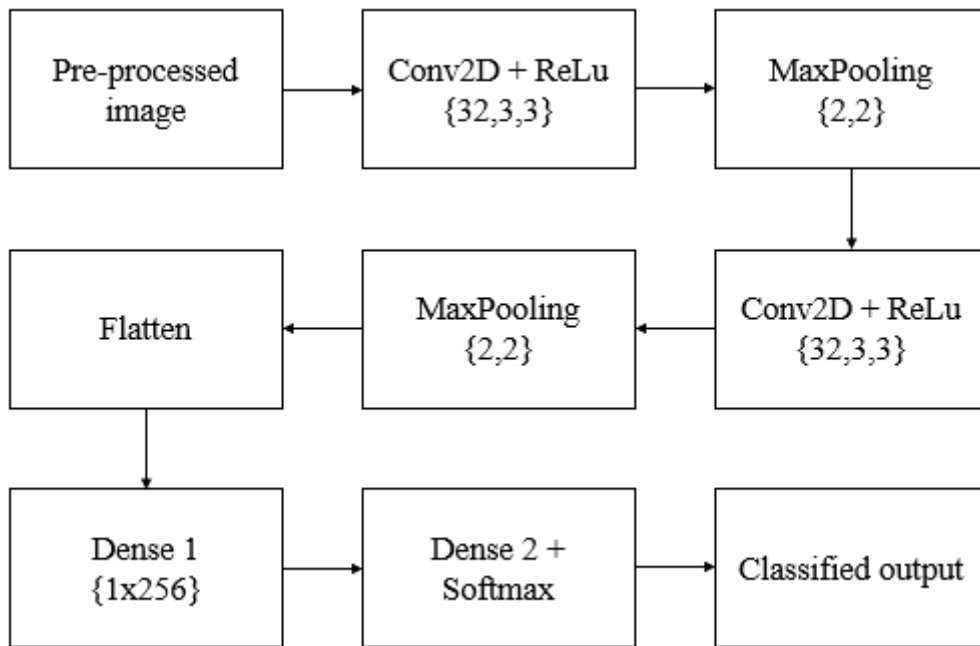 Pre-processed
image
Conv2D + ReLu
{32,3,3}
MaxPooling
{2,2}
Conv2D + ReLu
{32,3,3}
MaxPooling
{2,2}
Flatten
Dense 1
{1x256}
Dense 2 +
Softmax
Classified output